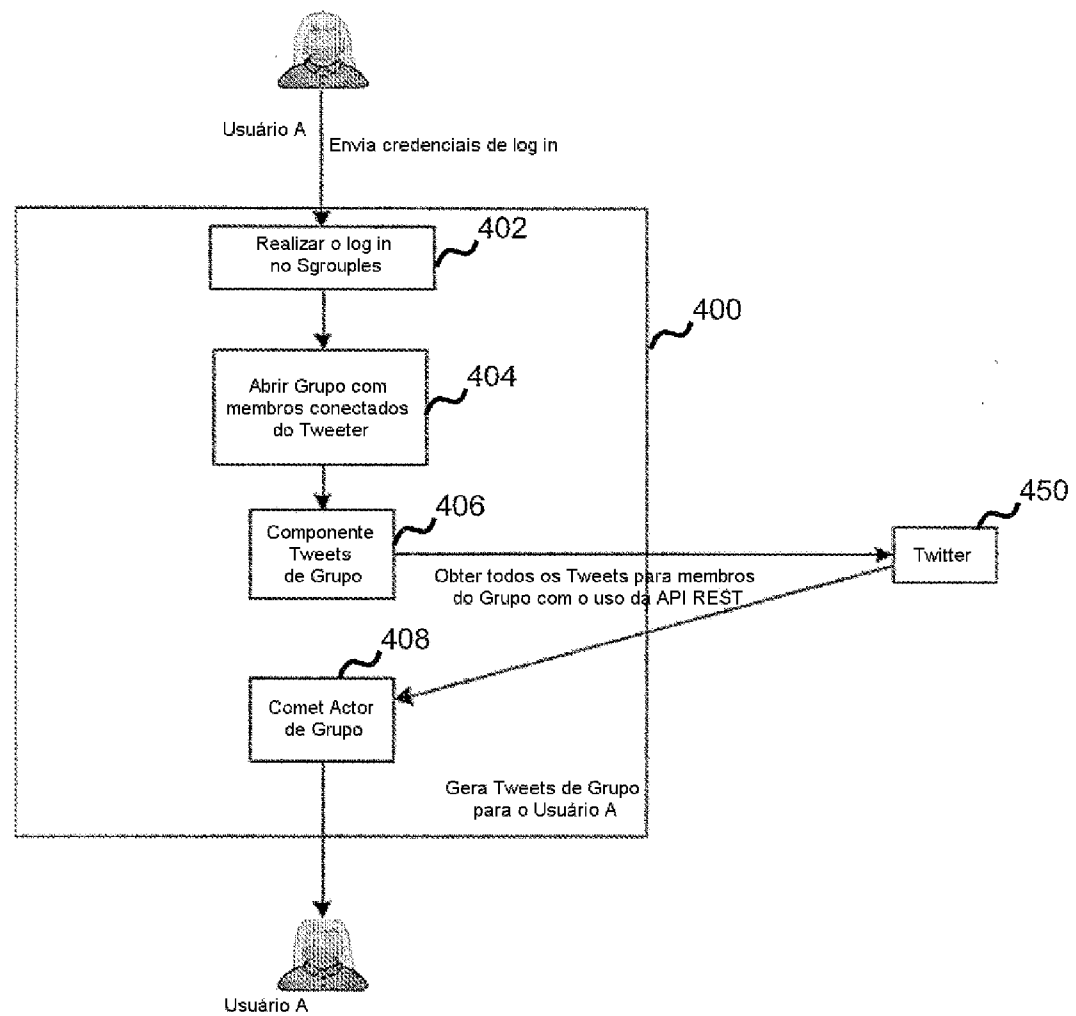 Usuário A
Envia credenciais de log in
Realizar o log in
no Sgrouples
402
400
Abrir Grupo com
membros conectados
do Tweeter
404
Componente
Tweets
de Grupo
406
450
Twitter
Obter todos os Tweets para membros
do Grupo com o uso da API REST
408
Comet Actor
de Grupo
Gera Tweets de Grupo
para o Usuário A
Usuário A